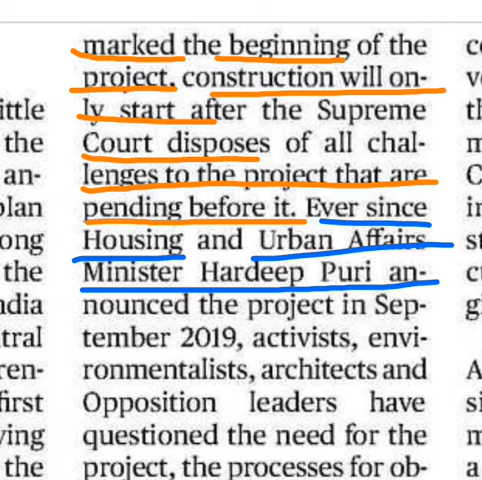 marked the beginning of the
project, construction will on-
ly start after the Supreme
Court disposes of all chal-
lenges to the project that are
pending before it. Ever since
Housing and Urban Affairs
Minister Hardeep Puri an-
nounced the project in Sep-
tember 2019, activists, envi-
ronmentalists, architects and
Opposition leaders have
questioned the need for the
project, the processes for ob-